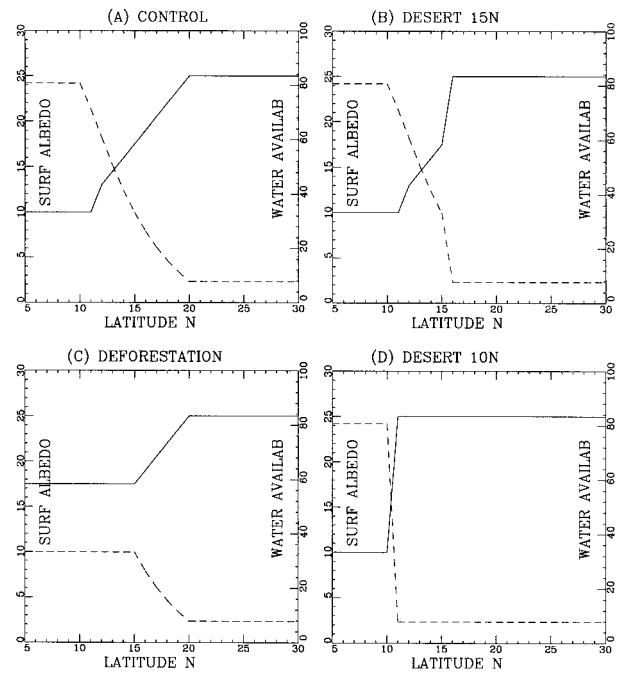 (A) CONTROL
30
25
20
15
10
5
0
SURF ALBEDO
100
80
60
40
20
0
WATER AVAILAB
5 10 15 20 25 30
LATITUDE N
(B) DESERT 15N
30
25
20
15
10
5
0
SURF ALBEDO
100
80
60
40
20
0
WATER AVAILAB
5 10 15 20 25 30
LATITUDE N
(C) DEFORESTATION
30
25
20
15
10
5
0
SURF ALBEDO
100
80
60
40
20
0
WATER AVAILAB
5 10 15 20 25 30
LATITUDE N
(D) DESERT 10N
30
25
20
15
10
5
0
SURF ALBEDO
100
80
60
40
20
0
WATER AVAILAB
5 10 15 20 25 30
LATITUDE N